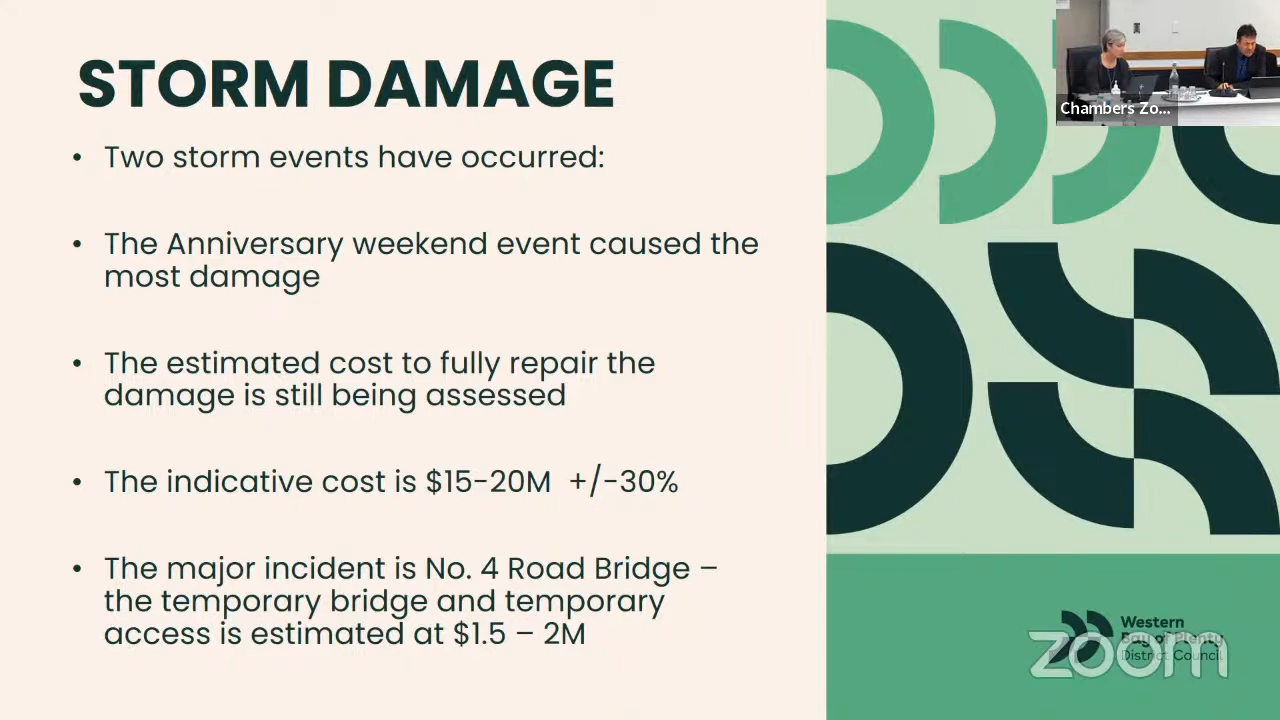 STORM DAMAGE
• Two storm events have occurred:
• The Anniversary weekend event caused the
most damage
• The estimated cost to fully repair the
damage is still being assessed
• The indicative cost is $15-20M +/-30%
• The major incident is No. 4 Road Bridge –
the temporary bridge and temporary
access is estimated at $1.5 – 2M
Chambers Zo...
Western
Bay of Plenty
District Council
zoom